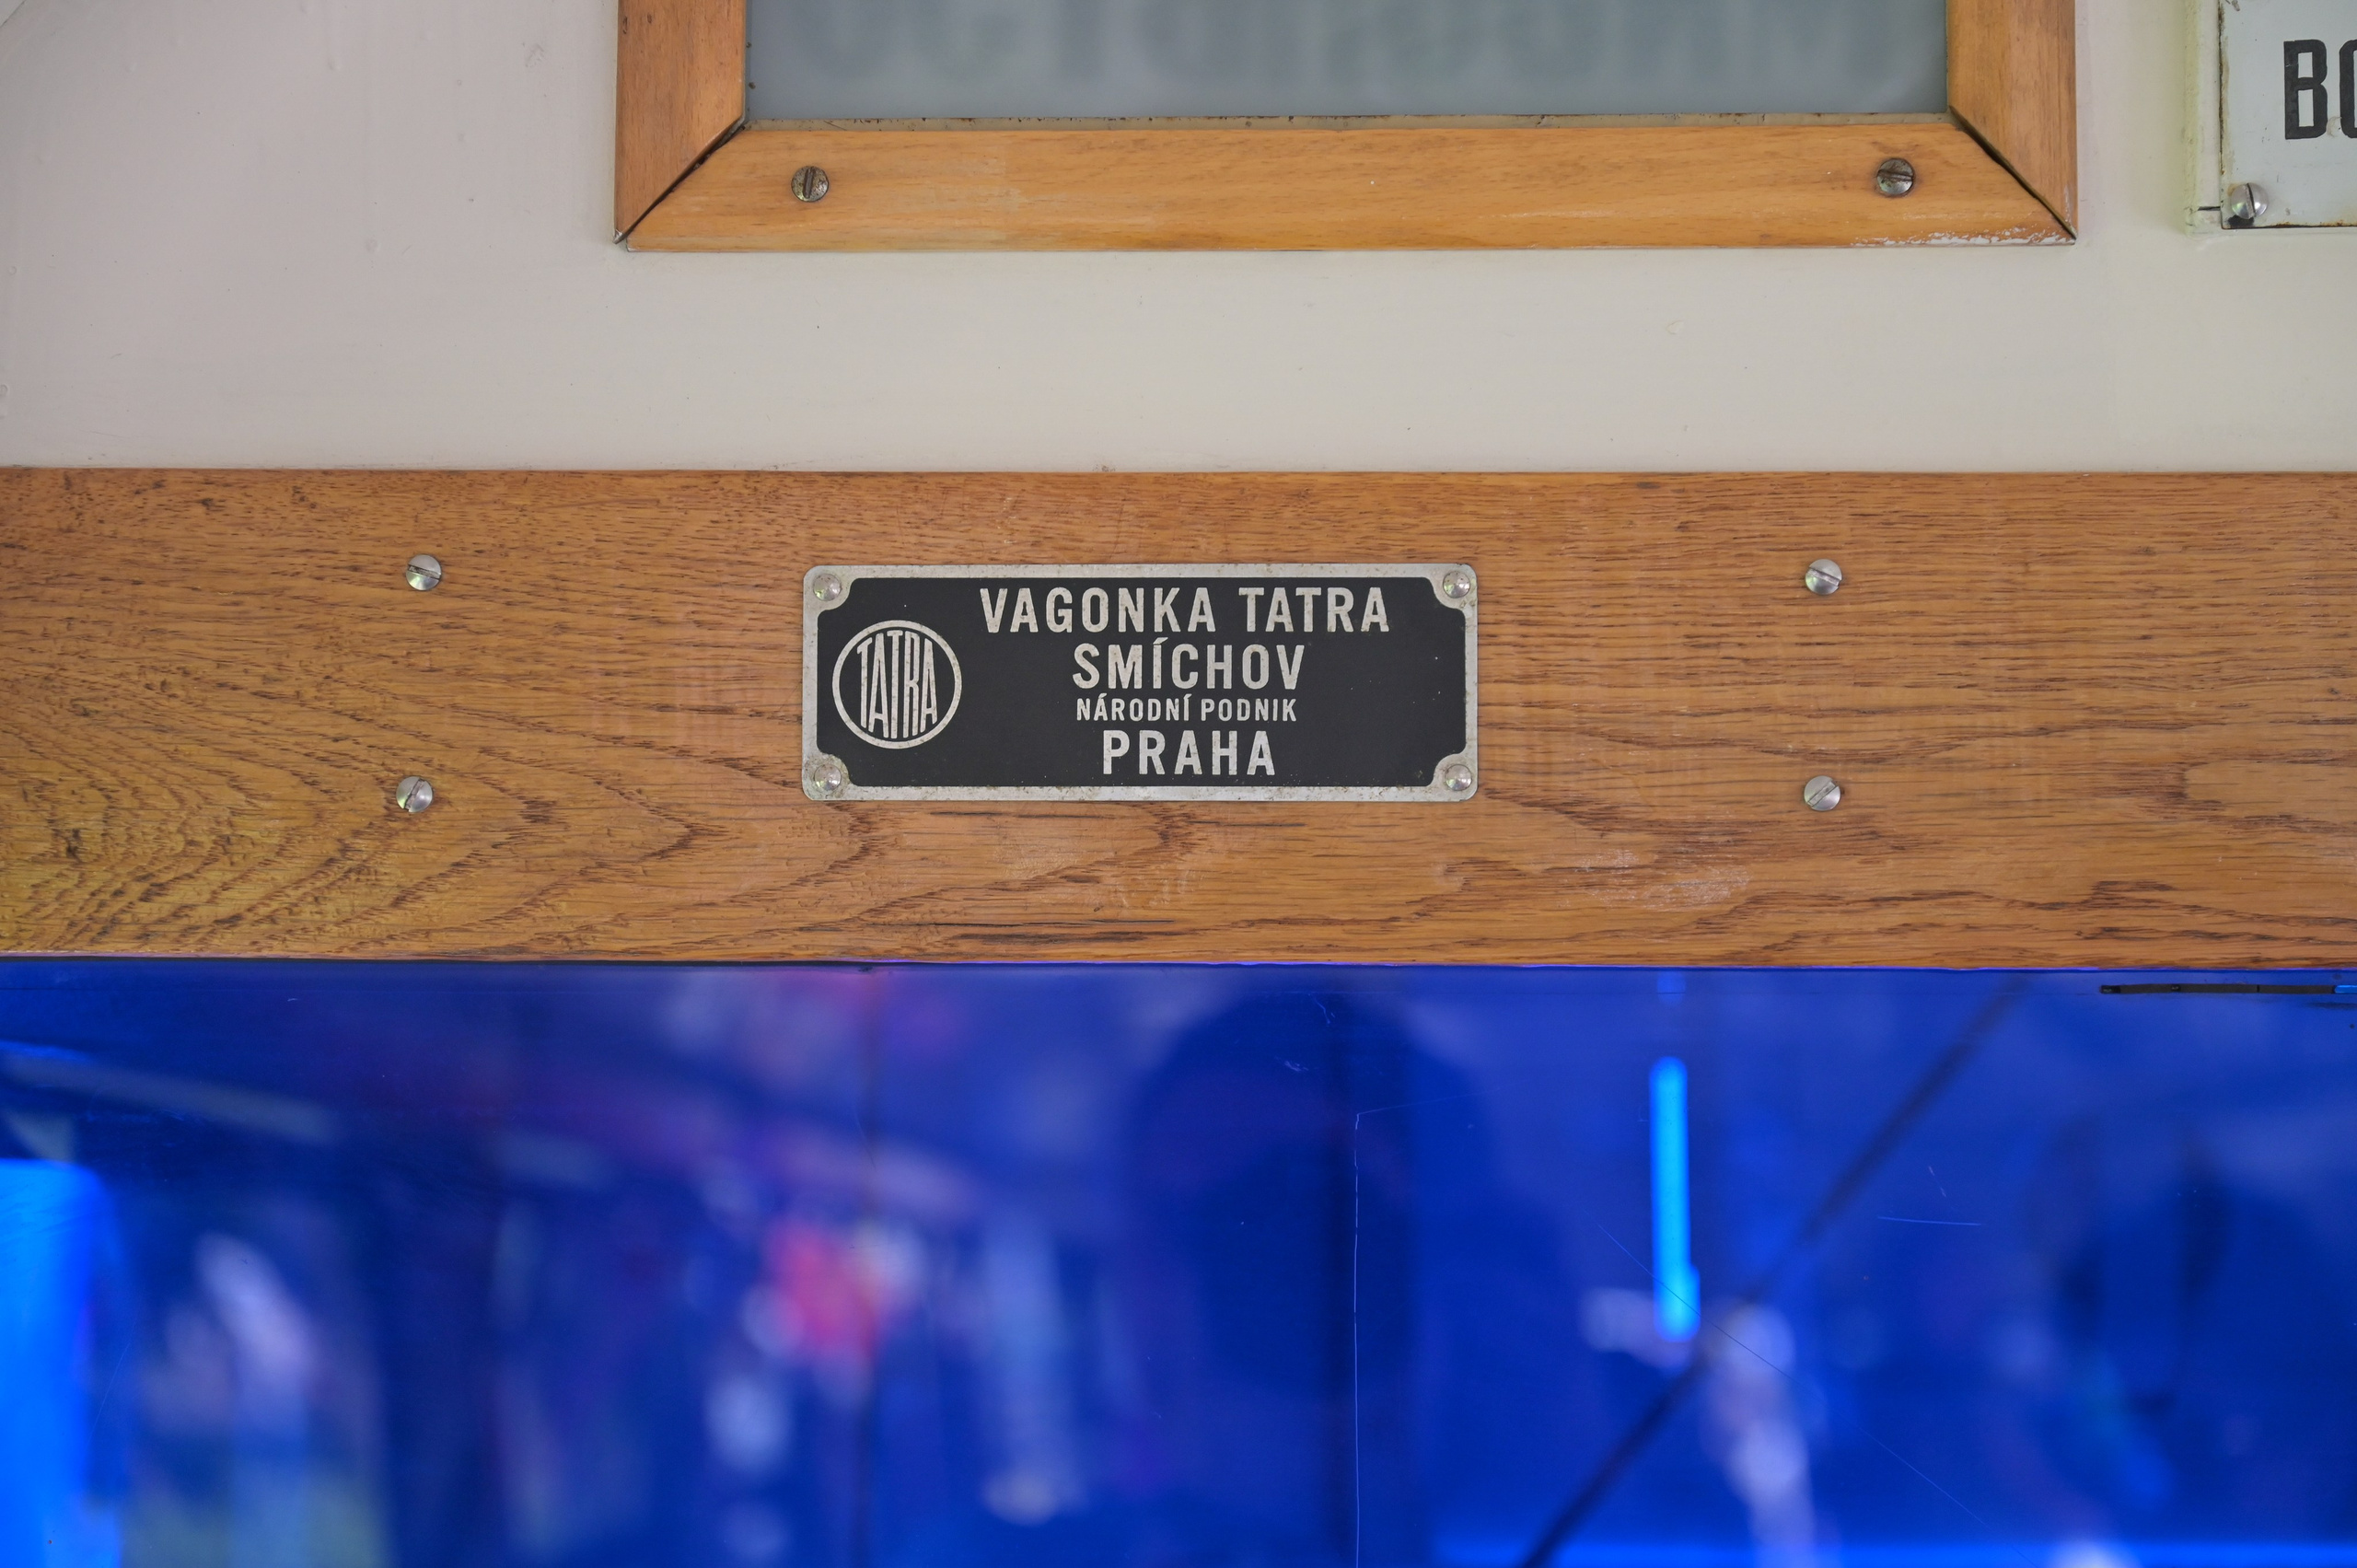 VAGONKA TATRA
SMÍCHOV
NÁRODNÍ PODNIK
PRAHA
TATRA